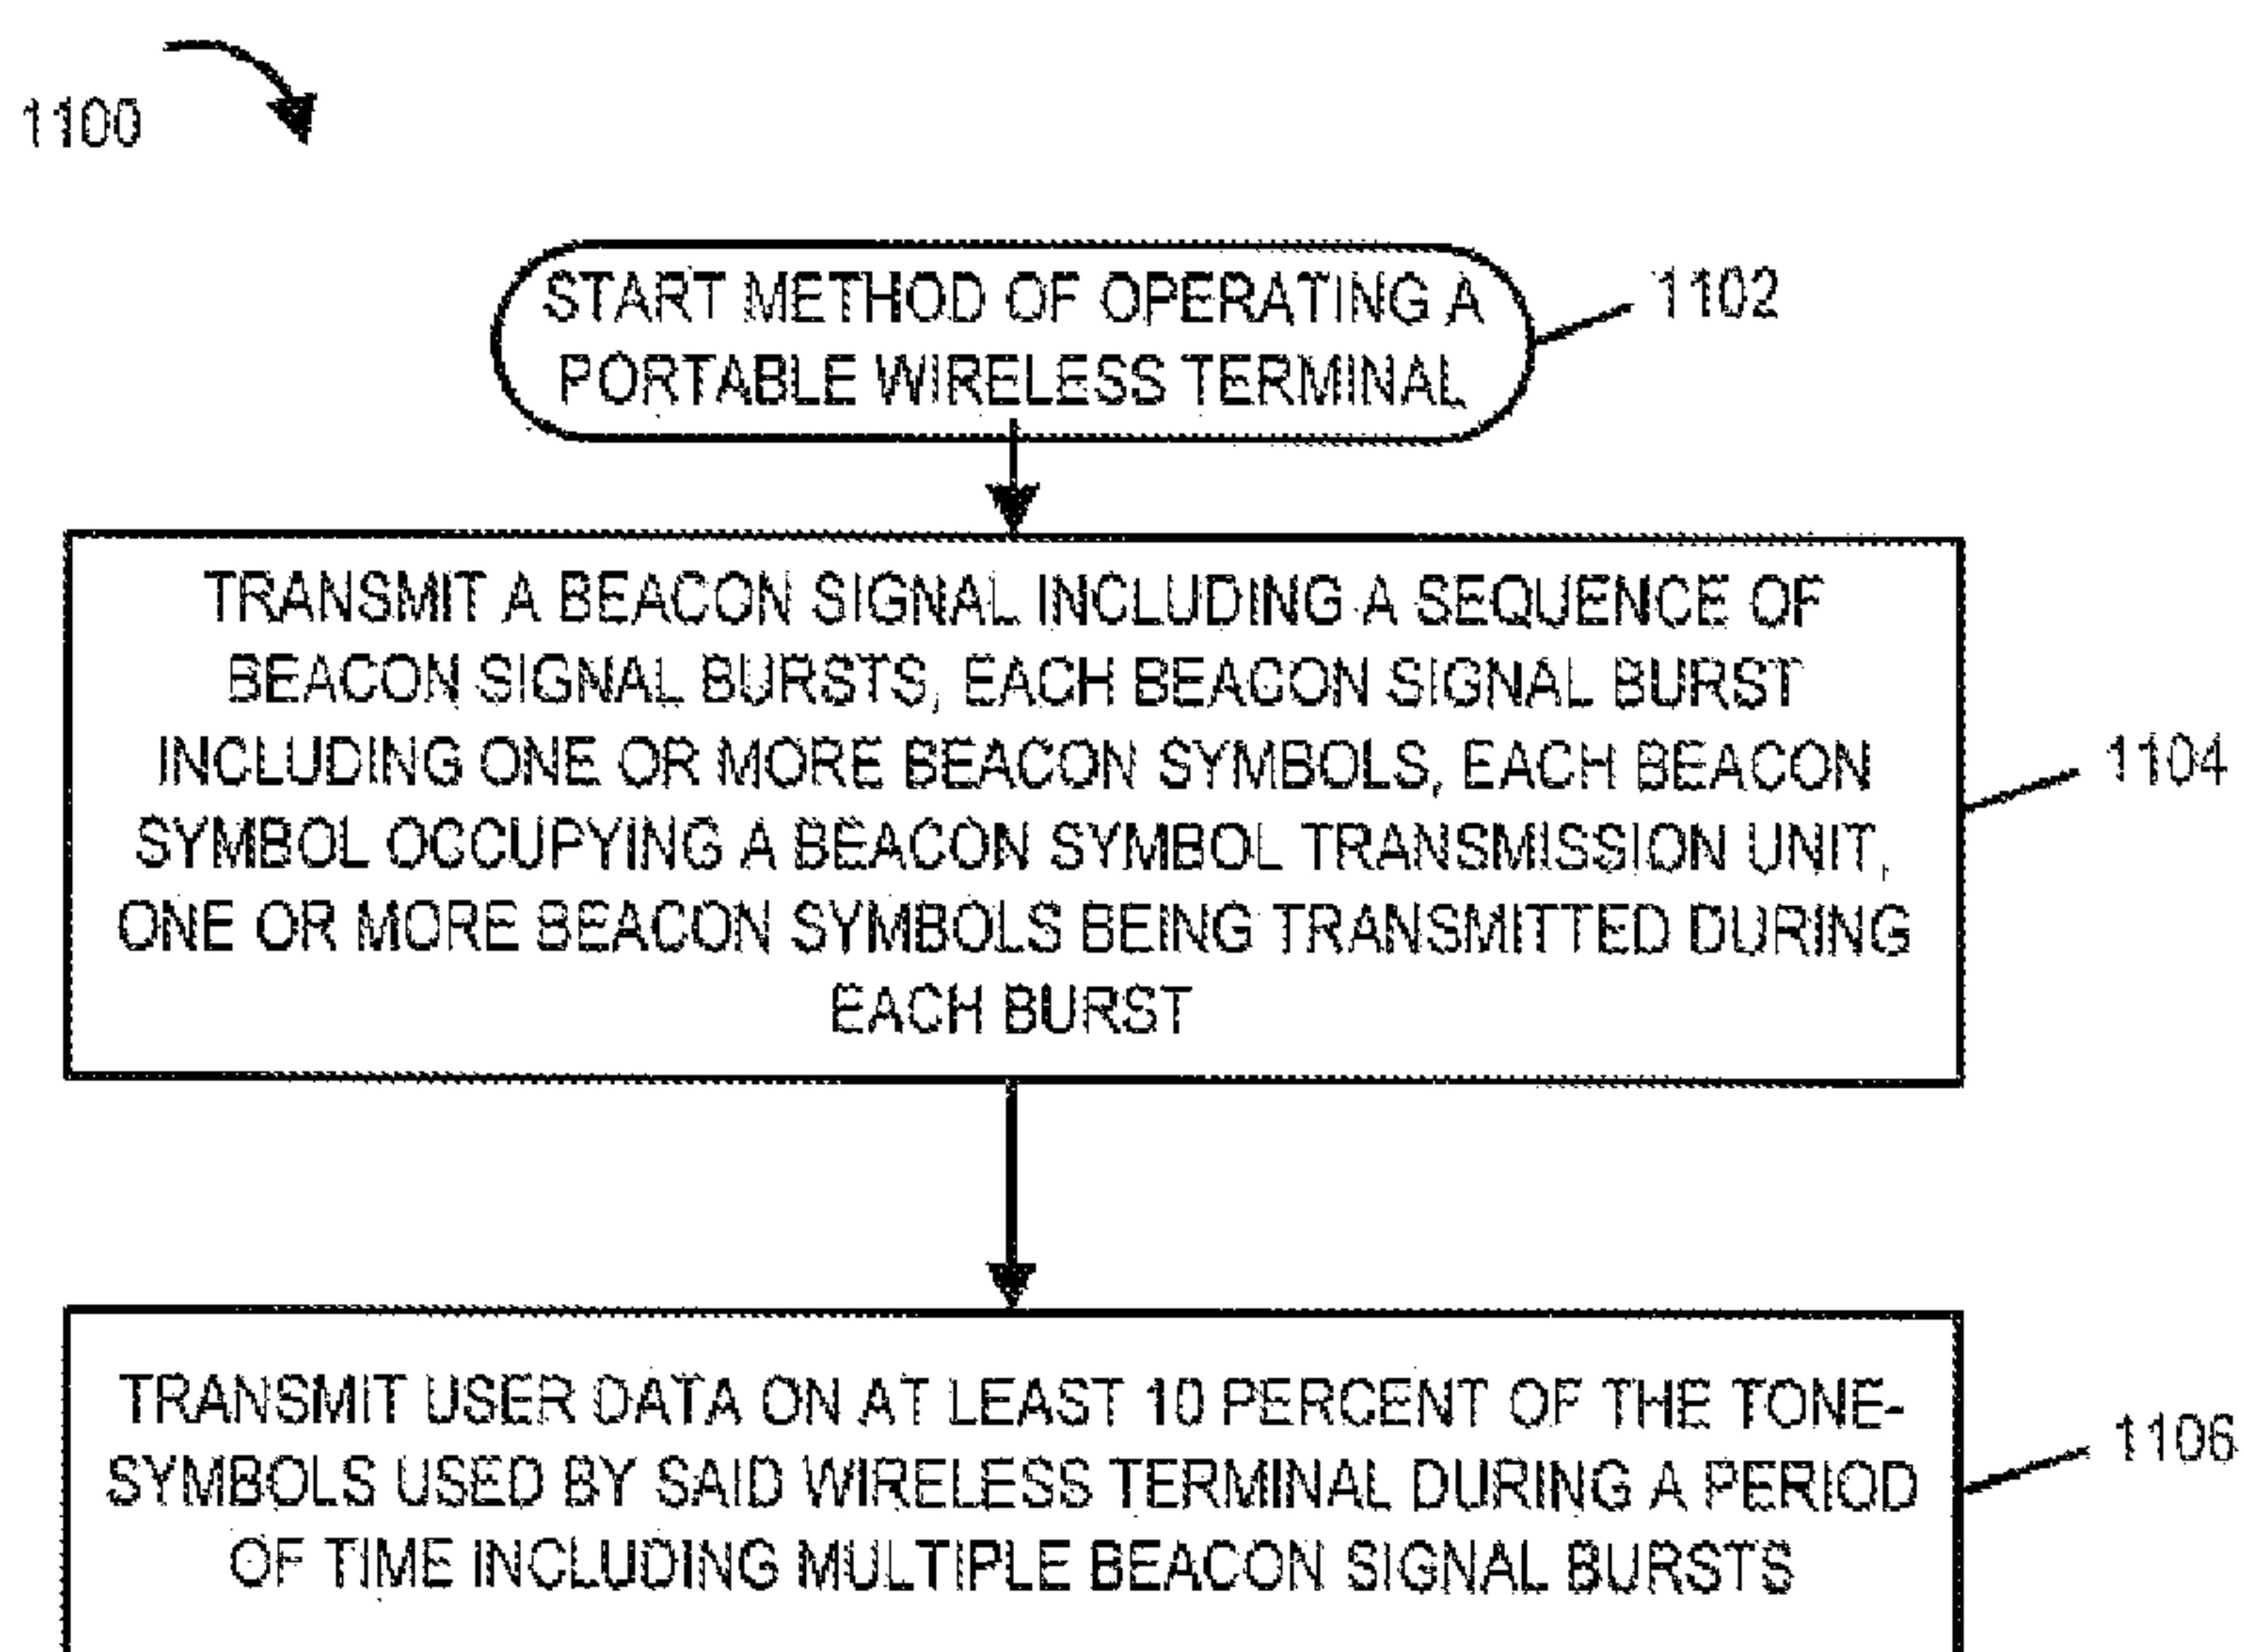 1100
START METHOD OF OPERATING A
PORTABLE WIRELESS TERMINAL
1102
TRANSMIT A BEACON SIGNAL INCLUDING A SEQUENCE OF
BEACON SIGNAL BURSTS, EACH BEACON SIGNAL BURST
INCLUDING ONE OR MORE BEACON SYMBOLS, EACH BEACON
SYMBOL OCCUPYING A BEACON SYMBOL TRANSMISSION UNIT,
ONE OR MORE BEACON SYMBOLS BEING TRANSMITTED DURING
EACH BURST
1104
TRANSMIT USER DATA ON AT LEAST 10 PERCENT OF THE TONE-
SYMBOLS USED BY SAID WIRELESS TERMINAL DURING A PERIOD
OF TIME INCLUDING MULTIPLE BEACON SIGNAL BURSTS
1106